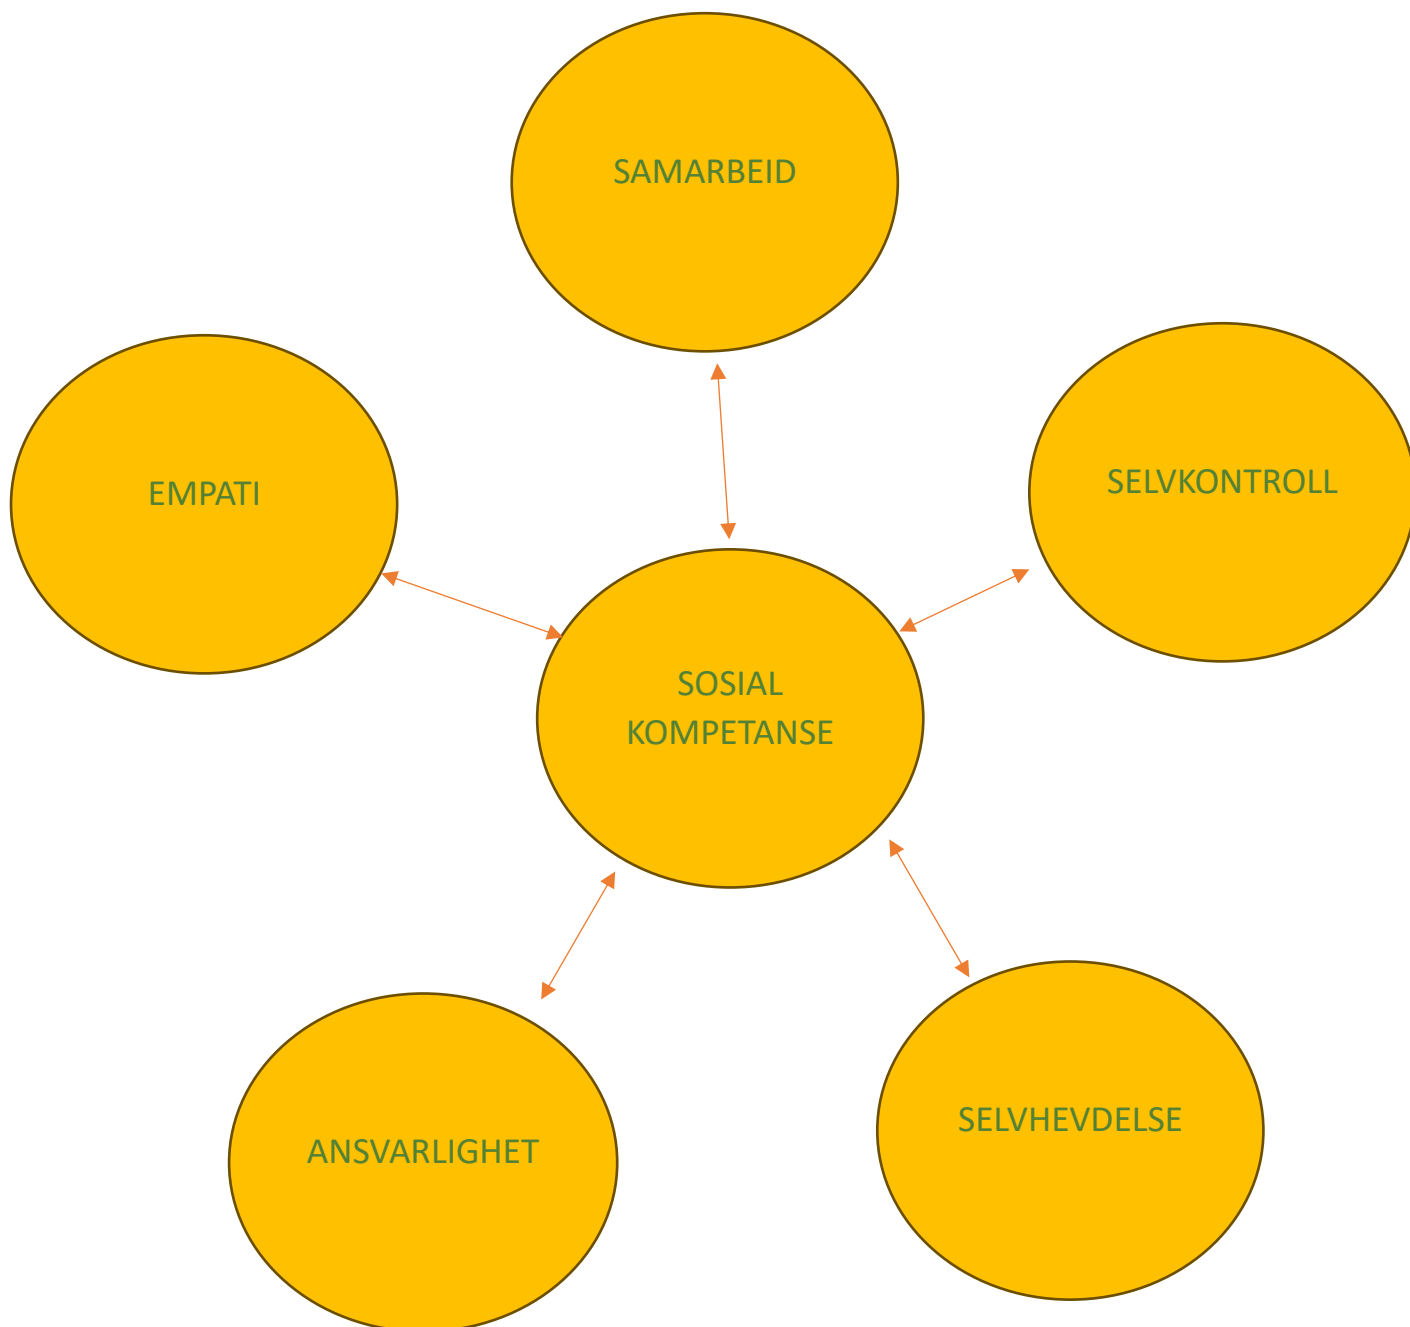 SAMARBEID
EMPATI
SELVKONTROLL
SOSIAL
KOMPETANSE
ANSVARLIGHET
SELVHEVDELSE